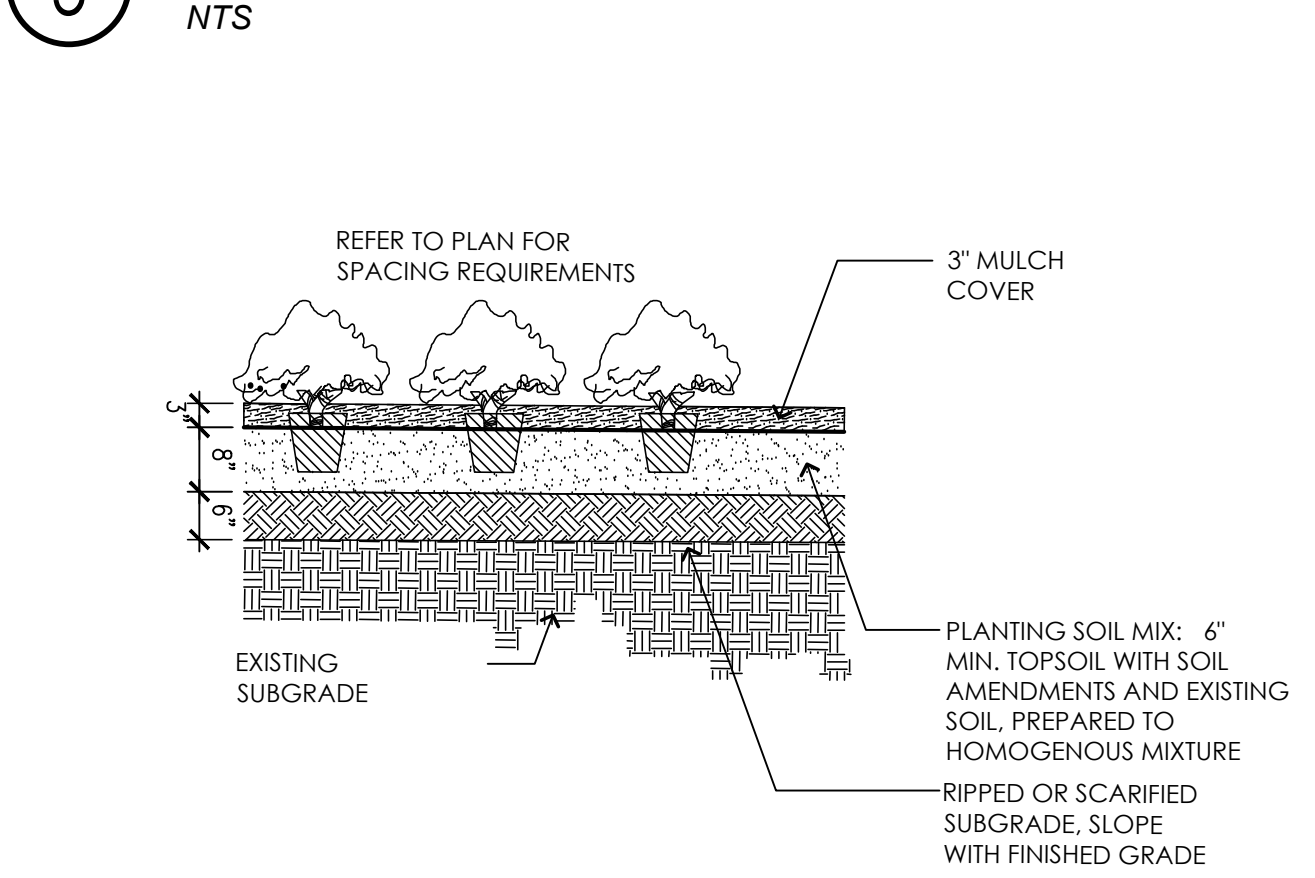 NTS
REFER TO PLAN FOR
SPACING REQUIREMENTS
3" MULCH
COVER
3"
8"
6"
EXISTING
SUBGRADE
PLANTING SOIL MIX: 6"
MIN. TOPSOIL WITH SOIL
AMENDMENTS AND EXISTING
SOIL, PREPARED TO
HOMOGENOUS MIXTURE
RIPPED OR SCARIFIED
SUBGRADE, SLOPE
WITH FINISHED GRADE